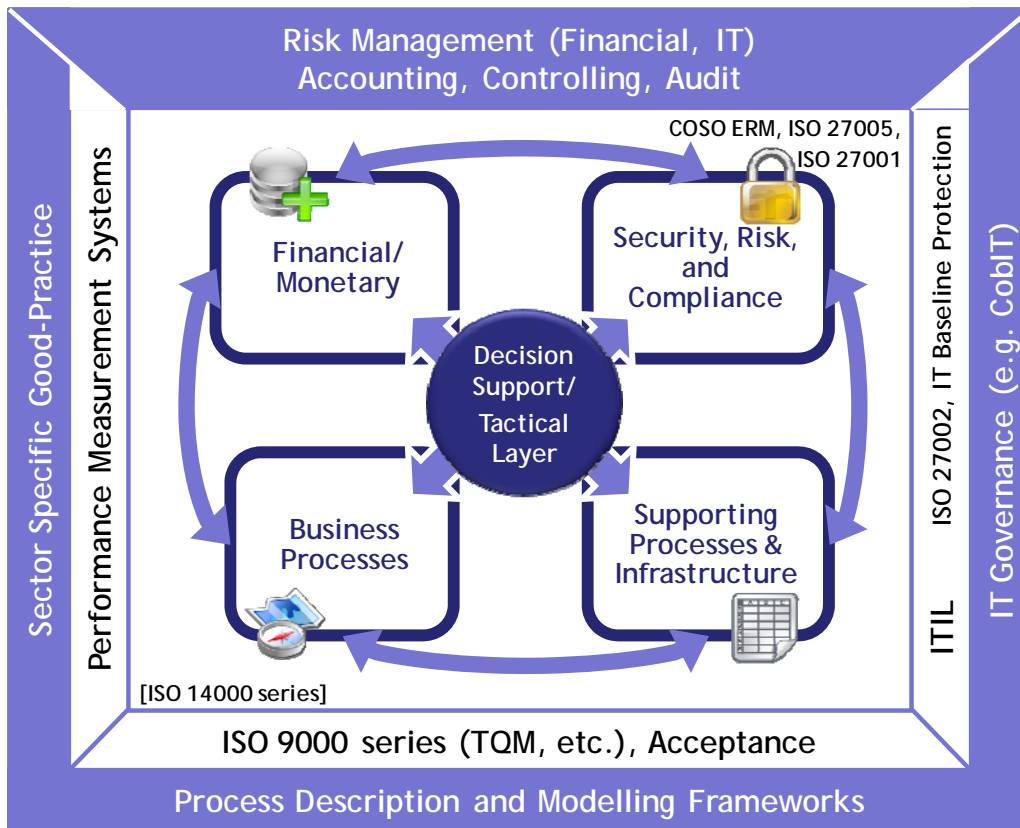 Risk Management (Financial, IT)
Accounting, Controlling, Audit
COSO ERM, ISO 27005,
ISO 27001
Sector Specific Good-Practice
Performance Measurement Systems
Financial/
Monetary
Security, Risk,
and
Compliance
Decision
Support/
Tactical
Layer
Business
Processes
Supporting
Processes &
Infrastructure
ITIL
ISO 27002, IT Baseline Protection
IT Governance (e.g. CobIT)
[ISO 14000 series]
ISO 9000 series (TQM, etc.), Acceptance
Process Description and Modelling Frameworks